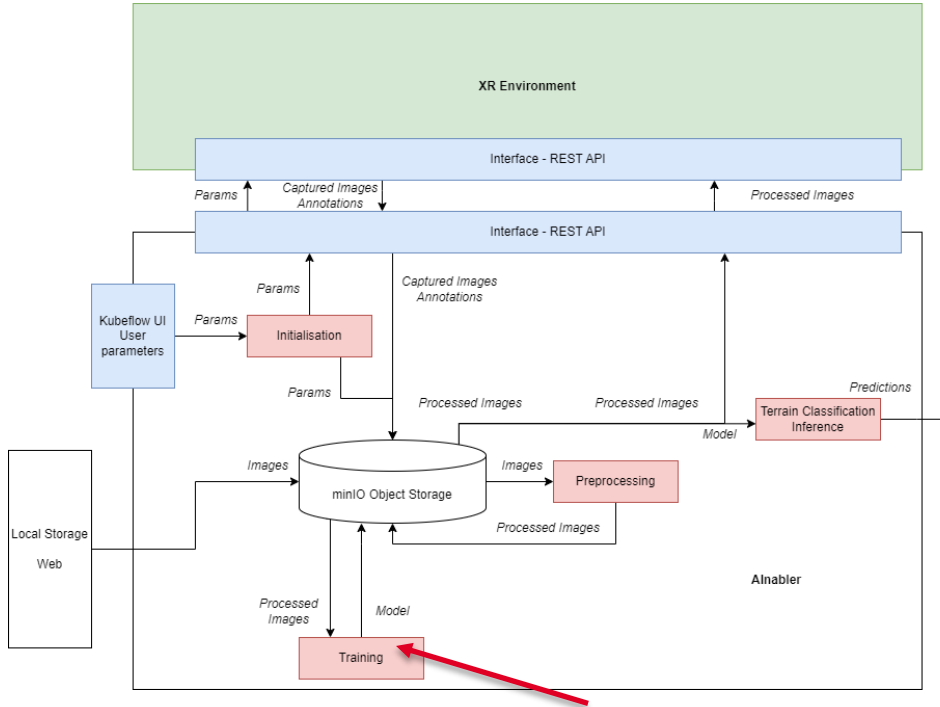 XR Environment
Interface - REST API
Params
Captured Images
Annotations
Processed Images
Interface - REST API
Params
Captured Images
Annotations
Kubeflow UI
User
parameters
Params
Initialisation
Params
Processed Images
Processed Images
Predictions
Terrain Classification
Inference
Model
Images
minIO Object Storage
Images
Preprocessing
Processed Images
Local Storage
Web
AInabler
Processed
Images
Model
Training